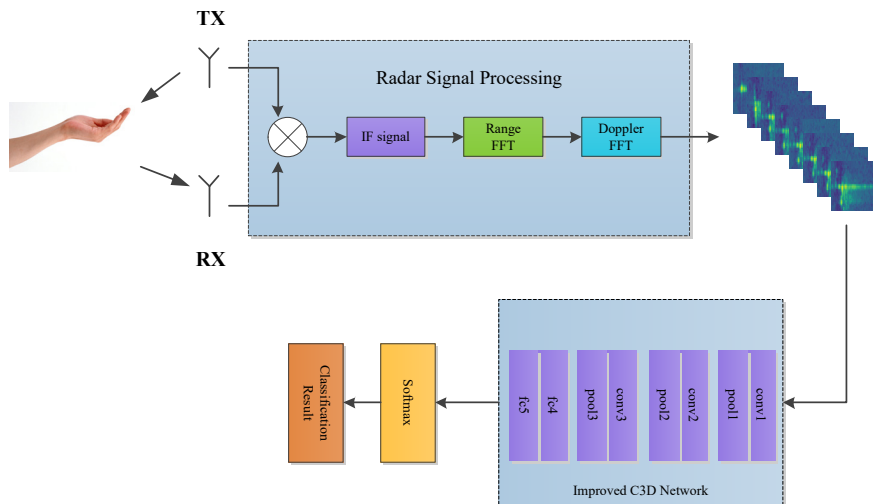 TX
Radar Signal Processing
IF signal
Range
FFT
Doppler
FFT
RX
conv1
pool1
conv2
pool2
conv3
pool3
fc4
fc5
Softmax
Classification
Result
Improved C3D Network